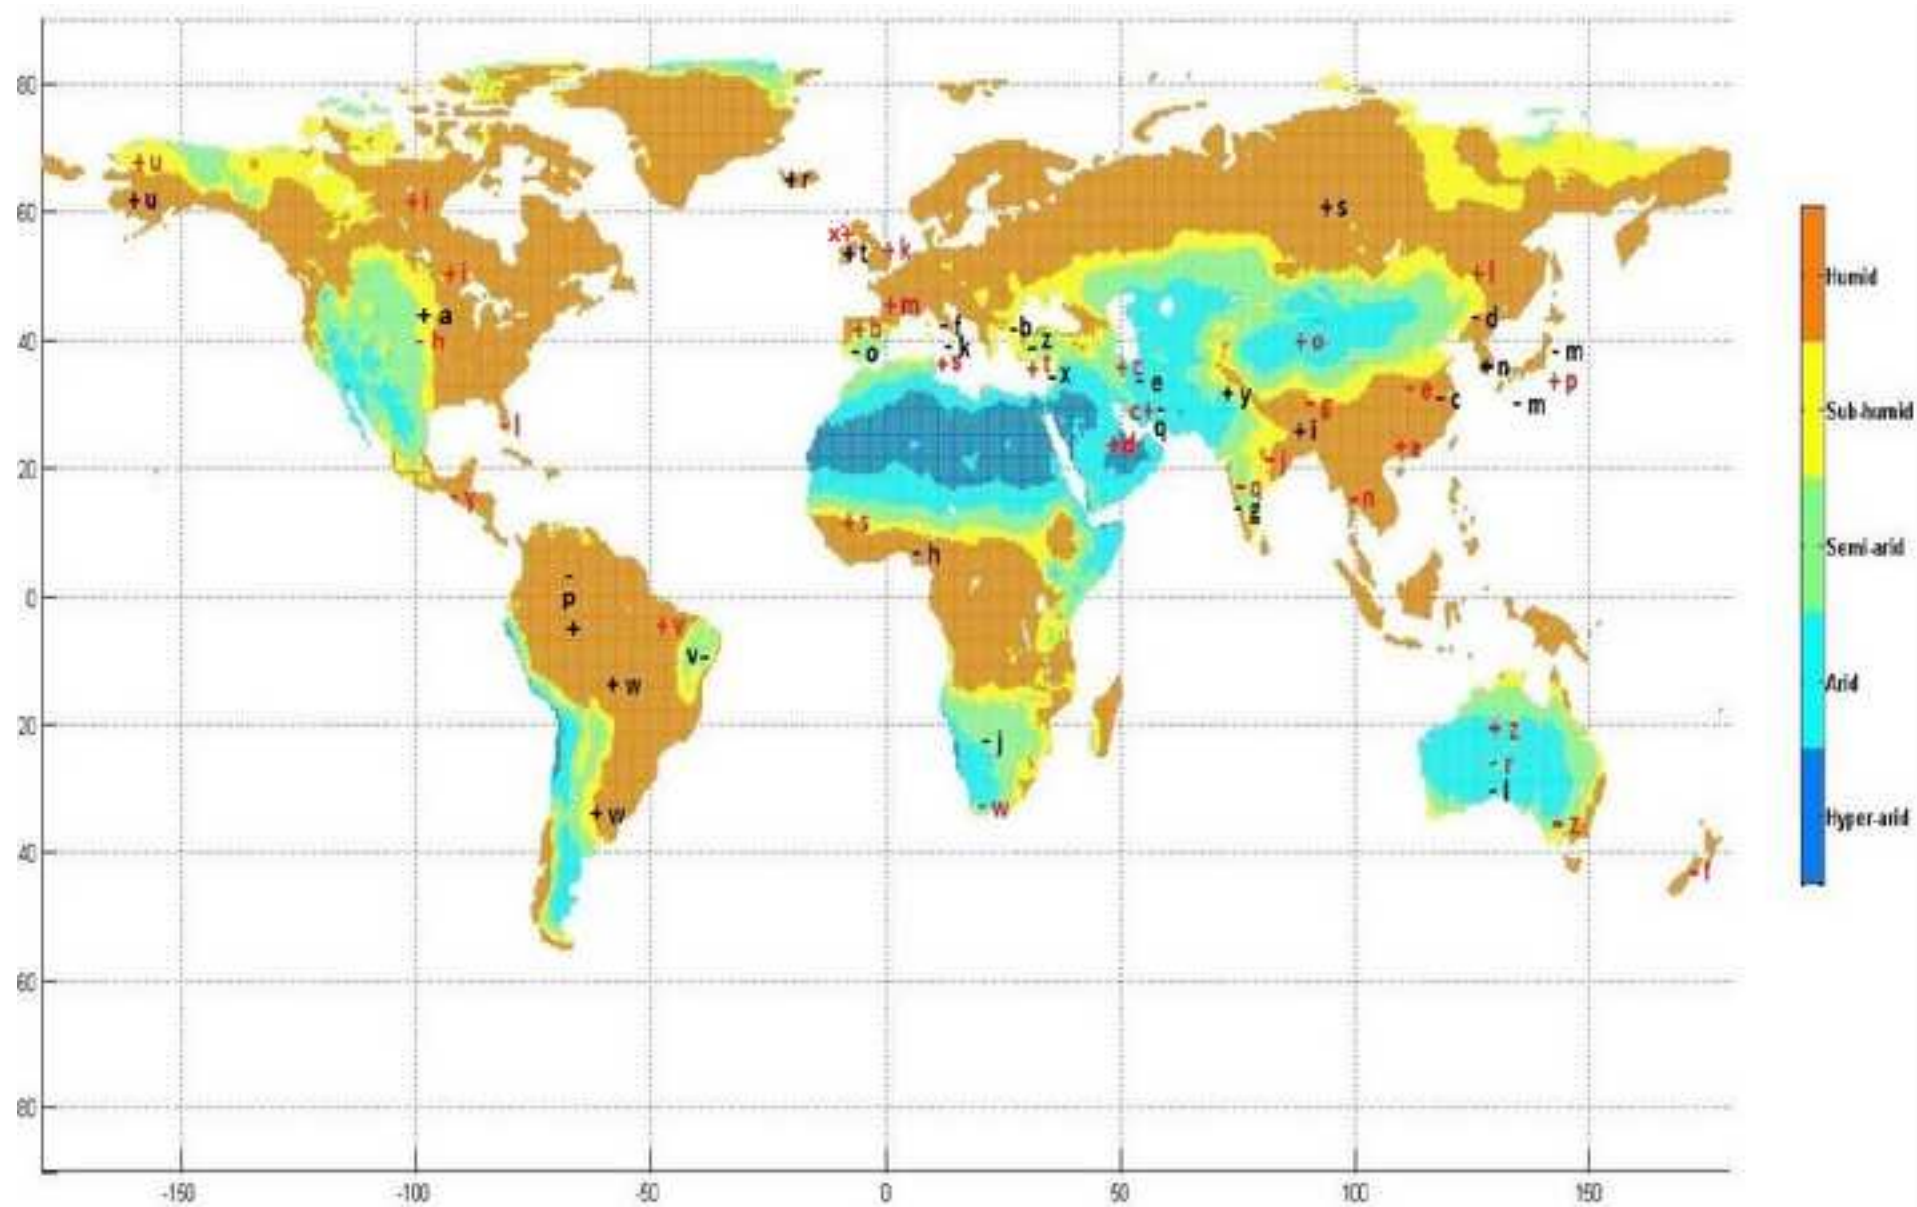 80
+u
+u
+r
+i
60
+s
x+
+t
+k
+i
+l
+a
+m
-h
+b
-f
-b
-d
40
-o
-k
-z
+o
-m
+s
+t
-x
+c
-e
+n
+p
+y
-e
-c
-m
c+
-q
+g
+l
+i
+d
+a
20
-j
-n
+s
-h
-
p
+
0
+v
v-
+w
20
+z
-j
-r
-i
+w
-w
-z
40
60
80
-150
-100
-50
0
50
100
150
Humid
Sub-humid
Semi-arid
Arid
Hyper-arid